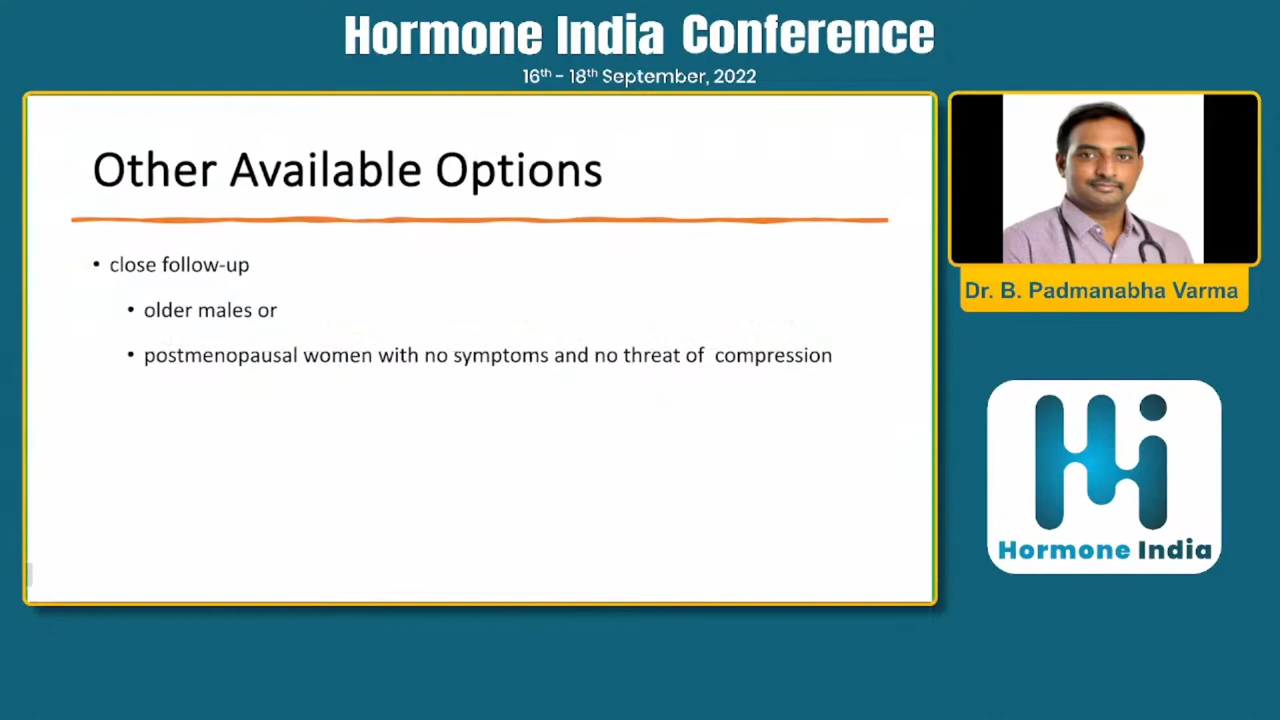 Hormone India Conference
16th - 18th September, 2022
Other Available Options
• close follow-up
• older males or
• postmenopausal women with no symptoms and no threat of compression
Dr. B. Padmanabha Varma
Hi
Hormone India